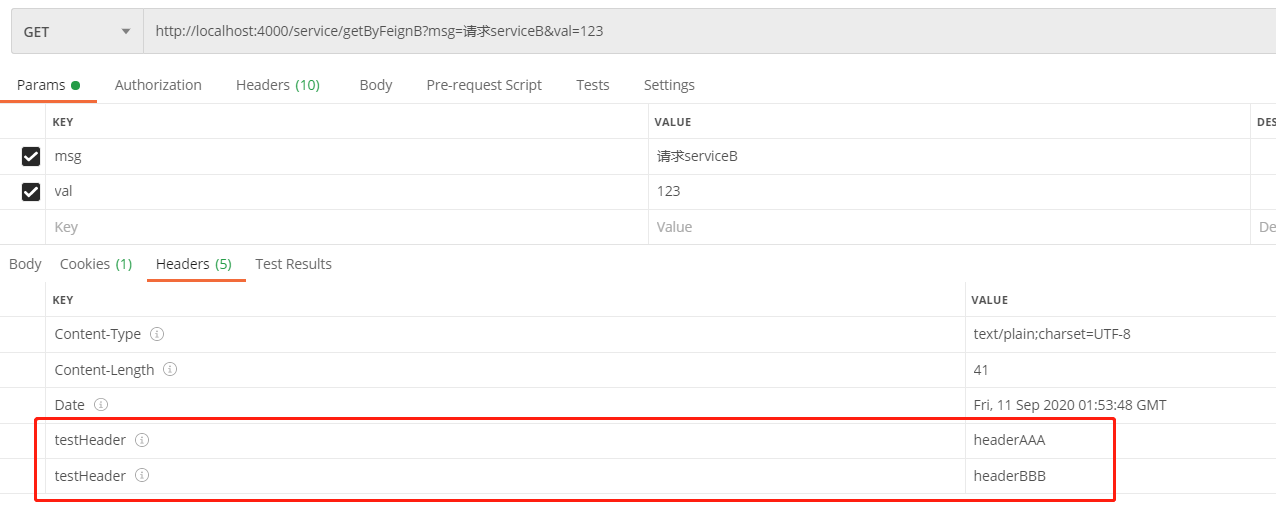 GET http://localhost:4000/service/getByFeignB?msg=请求serviceB&val=123
Params Authorization Headers (10) Body Pre-request Script Tests Settings
KEY VALUE DES
msg 请求serviceB
val 123
Key Value De
Body Cookies (1) Headers (5) Test Results
KEY VALUE
Content-Type text/plain;charset=UTF-8
Content-Length 41
Date Fri, 11 Sep 2020 01:53:48 GMT
testHeader headerAAA
testHeader headerBBB